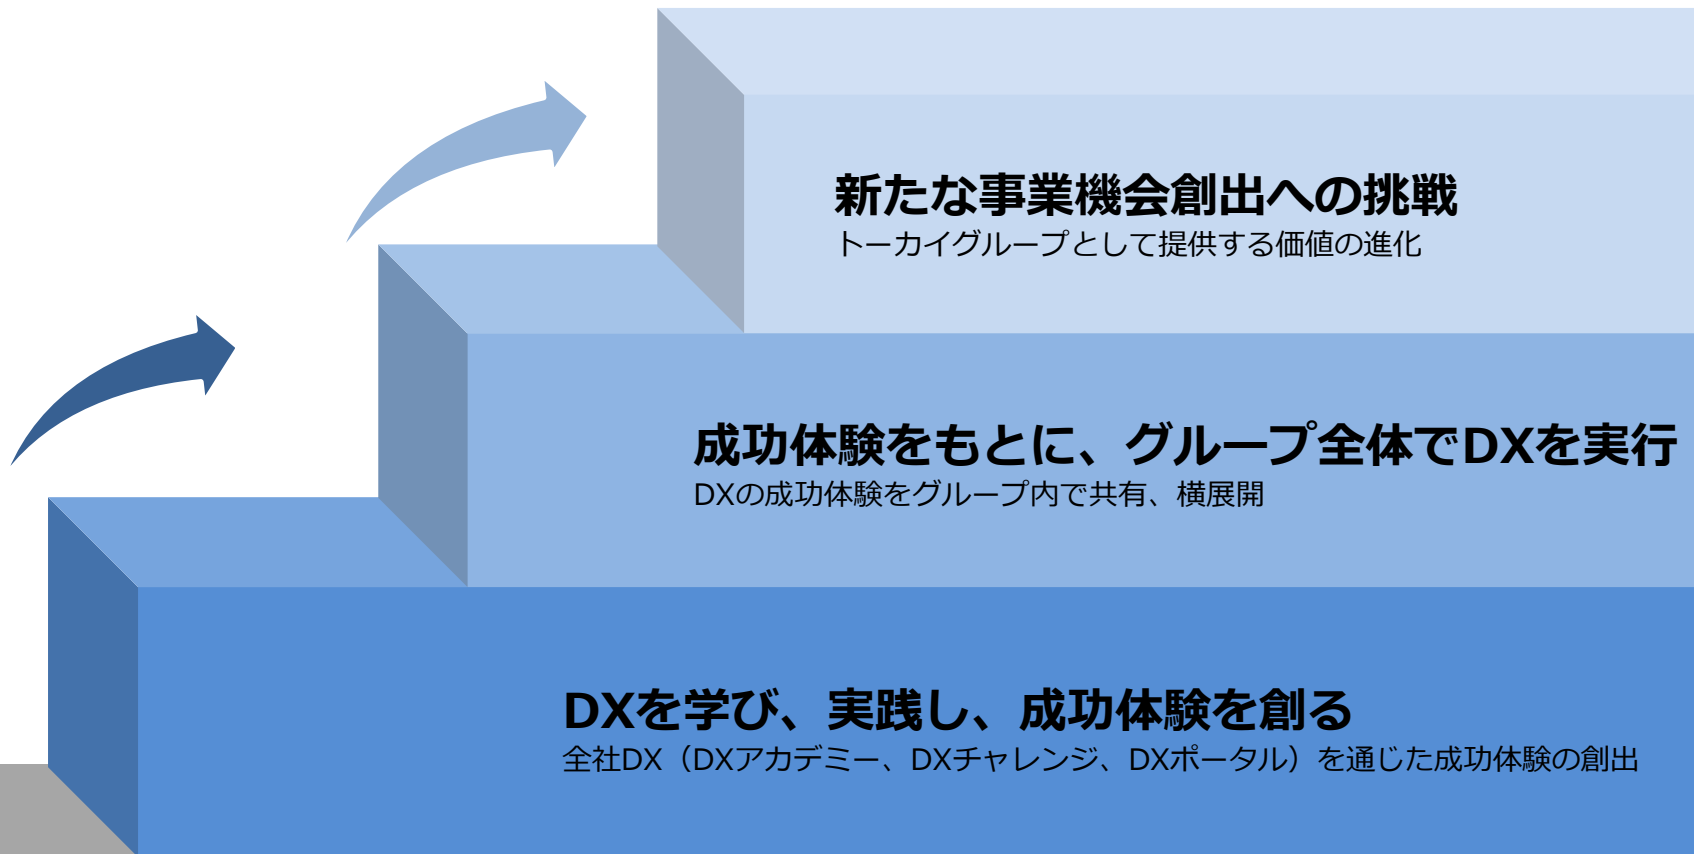 新たな事業機会創出への挑戦
トーカイグループとして提供する価値の進化
成功体験をもとに、グループ全体でDXを実行
DXの成功体験をグループ内で共有、横展開
DXを学び、実践し、成功体験を創る
全社DX（DXアカデミー、DXチャレンジ、DXポータル）を通じた成功体験の創出